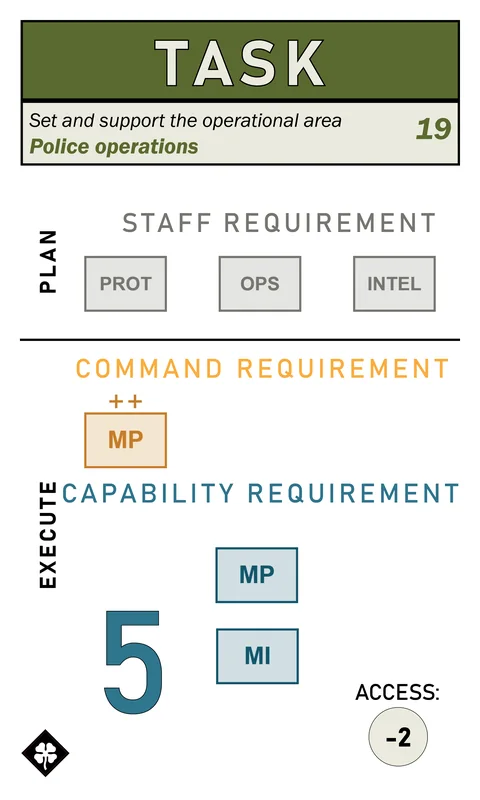 TASK
Set and support the operational area
Police operations
19
PLAN
STAFF REQUIREMENT
PROT OPS INTEL
EXECUTE
COMMAND REQUIREMENT
++
MP
CAPABILITY REQUIREMENT
MP
5
MI
ACCESS:
-2